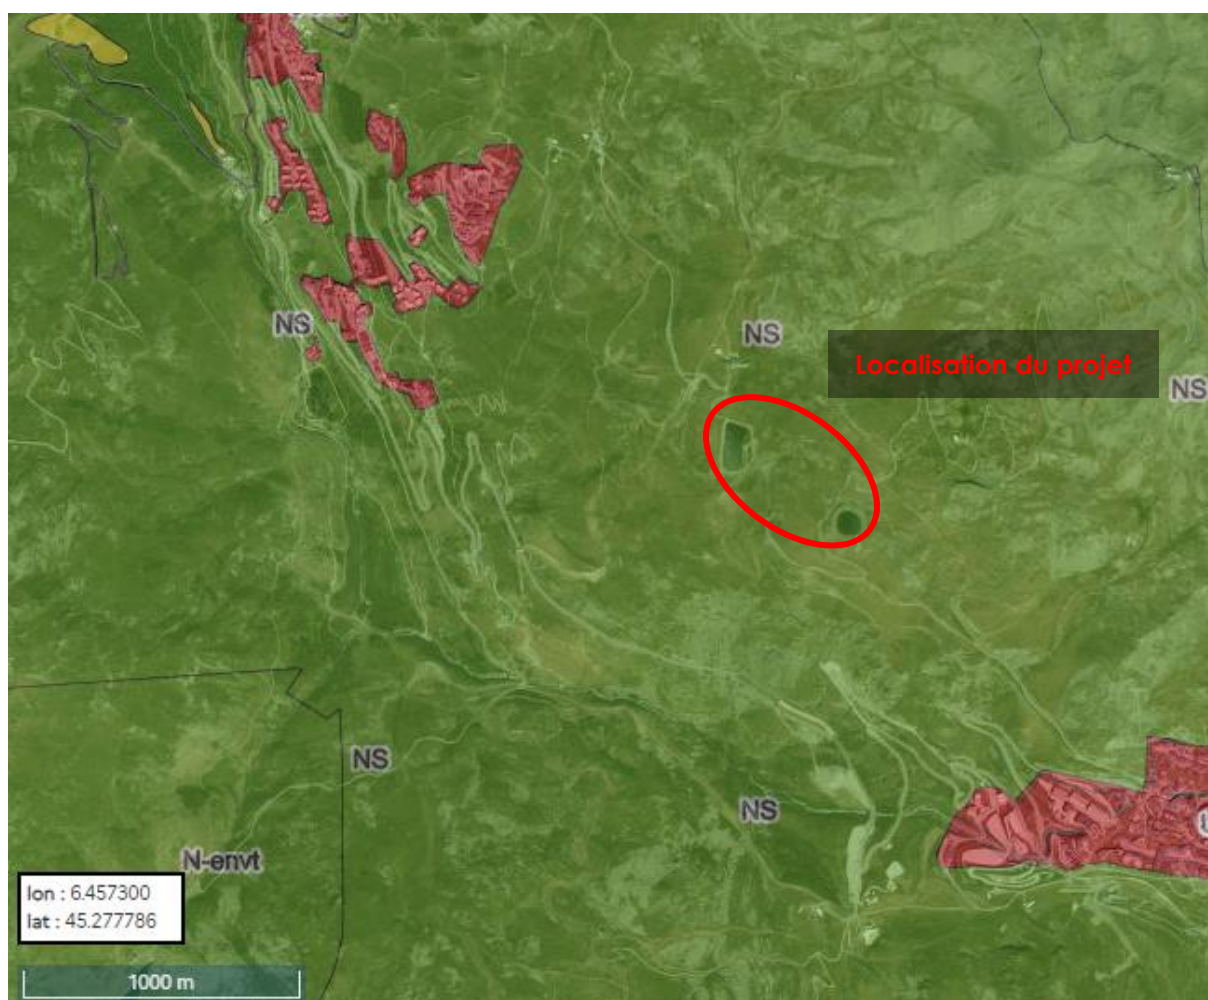 NS
NS
Localisation du projet
NS
NS
NS
N-envt
U
lon : 6.457300
lat : 45.277786
1000 m